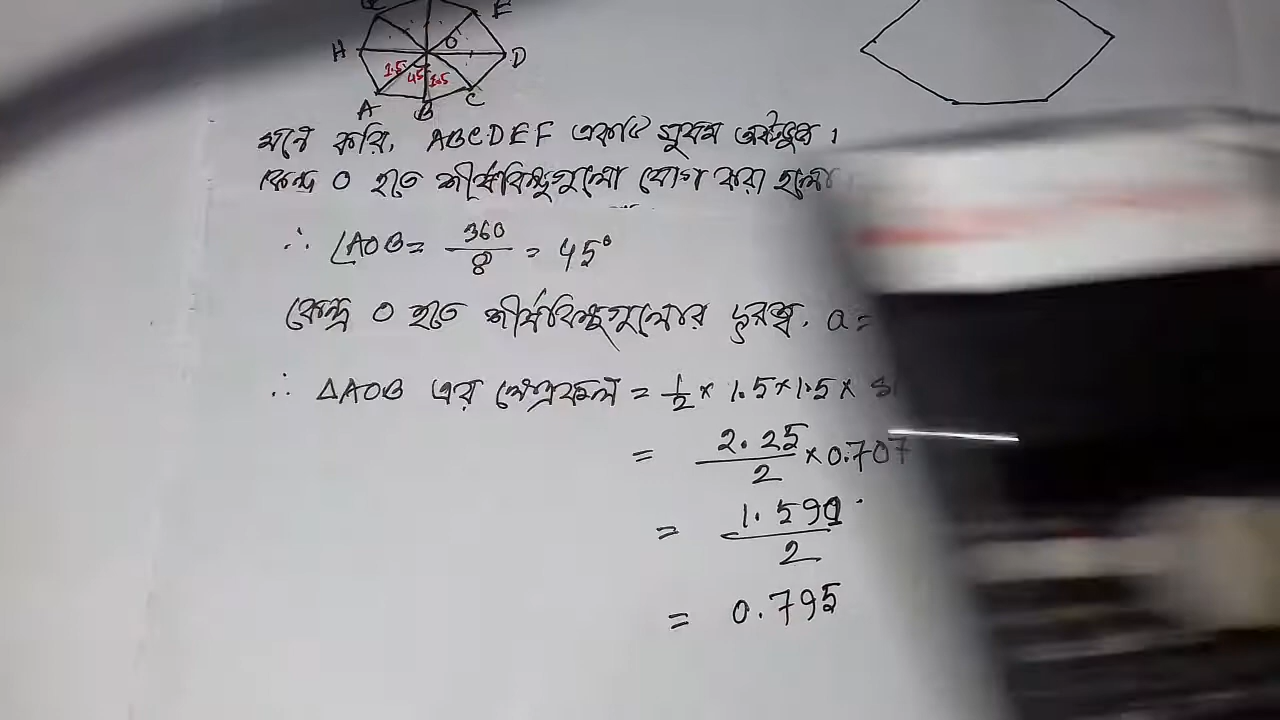 E
H
O
D
1.5
45
1.5
A
B
C
মনে করি, ABCDEF একটি সুষম অষ্টভুজ।
কেন্দ্র O হতে শীর্ষবিন্দুগুলো যোগ করা হলো
∴ ∠AOB = 360/8 = 45°
কেন্দ্র O হতে শীর্ষবিন্দুগুলোর দুরত্ব, a =
∴ ΔAOB এর ক্ষেত্রফল = 1/2 × 1.5 × 1.5 ×
= 2.25/2 × 0.707
= 1.591/2
= 0.795